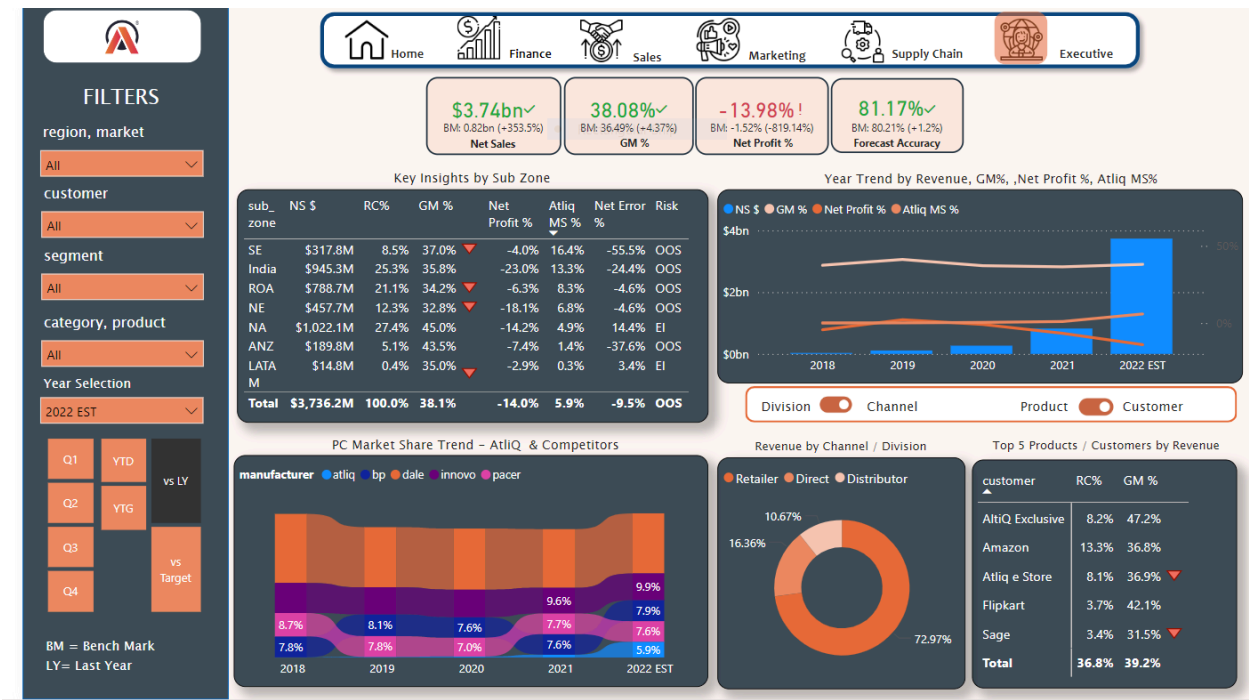 Home
Finance
Sales
Marketing
Supply Chain
Executive
FILTERS
region, market
All
customer
All
segment
All
category, product
All
Year Selection
2022 EST
Q1
Q2
Q3
Q4
YTD
YTG
vs LY
vs
Target
BM = Bench Mark
LY= Last Year
$3.74bn
BM: 0.82bn (+353.5%)
Net Sales
38.08%
BM: 36.49% (+4.37%)
GM %
-13.98% !
BM: -1.52% (-819.14%)
Net Profit %
81.17%
BM: 80.21% (+1.2%)
Forecast Accuracy
Key Insights by Sub Zone
sub_
zone
NS $
RC%
GM %
Net
Profit %
Atliq
MS %
Net Error
%
Risk
SE $317.8M 8.5% 37.0% -4.0% 16.4% -55.5% OOS
India $945.3M 25.3% 35.8% -23.0% 13.3% -24.4% OOS
ROA $788.7M 21.1% 34.2% -6.3% 8.3% -4.6% OOS
NE $457.7M 12.3% 32.8% -18.1% 6.8% -4.6% OOS
NA $1,022.1M 27.4% 45.0% -14.2% 4.9% 14.4% EI
ANZ $189.8M 5.1% 43.5% -7.4% 1.4% -37.6% OOS
LATA
M
$14.8M 0.4% 35.0% -2.9% 0.3% 3.4% EI
Total $3,736.2M 100.0% 38.1% -14.0% 5.9% -9.5% OOS
Year Trend by Revenue, GM%, ,Net Profit %, Atliq MS%
NS $ GM % Net Profit % Atliq MS %
$4bn
$2bn
$0bn
50%
0%
2018 2019 2020 2021 2022 EST
Division Channel
Product Customer
PC Market Share Trend - AtliQ & Competitors
manufacturer atliq bp dale innovo pacer
8.7%
7.8%
8.1%
7.8%
7.6%
7.0%
9.6%
7.7%
7.6%
9.9%
7.9%
7.6%
5.9%
2018 2019 2020 2021 2022 EST
Revenue by Channel / Division
Retailer Direct Distributor
10.67%
16.36%
72.97%
Top 5 Products / Customers by Revenue
customer RC% GM %
AltiQ Exclusive 8.2% 47.2%
Amazon 13.3% 36.8%
Atliq e Store 8.1% 36.9%
Flipkart 3.7% 42.1%
Sage 3.4% 31.5%
Total 36.8% 39.2%